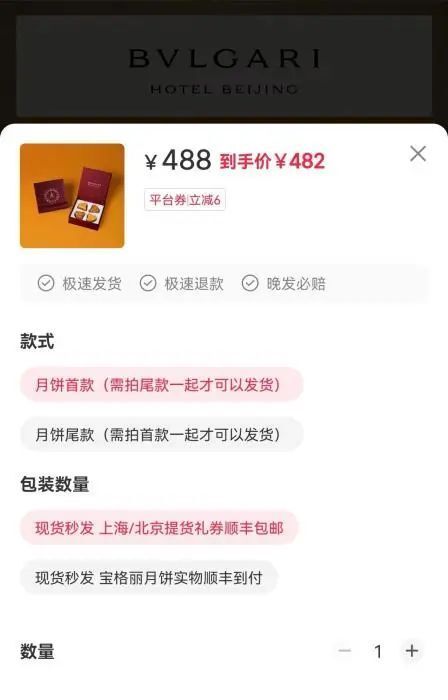 BVLGARI
HOTEL BEIJING
¥488 到手价¥482
平台券|立减6
极速发货 极速退款 晚发必赔
款式
月饼首款（需拍尾款一起才可以发货）
月饼尾款（需拍首款一起才可以发货）
包装数量
现货秒发 上海/北京提货礼券顺丰包邮
现货秒发 宝格丽月饼实物顺丰到付
数量 1